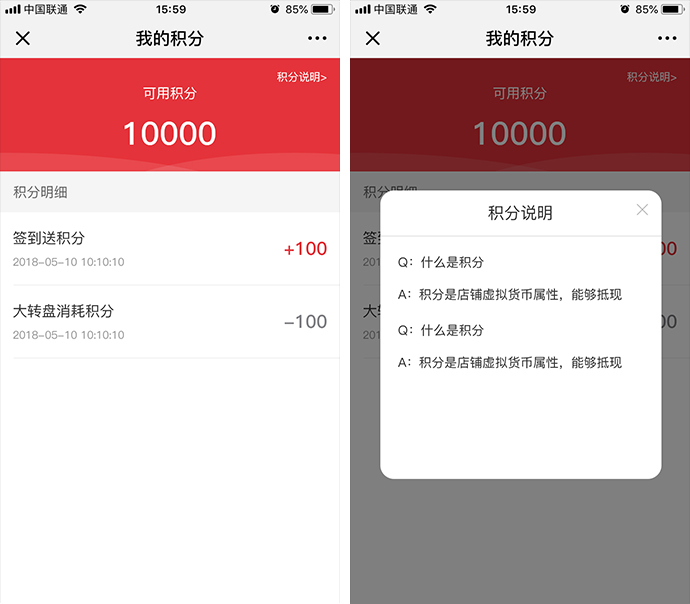 中国联通 15:59 85%
我的积分
积分说明>
可用积分
10000
积分明细
签到送积分
+100
2018-05-10 10:10:10
大转盘消耗积分
-100
2018-05-10 10:10:10
中国联通 15:59 85%
我的积分
积分说明>
可用积分
10000
积分明细
签
00
201
大
00
201
积分说明
Q：什么是积分
A：积分是店铺虚拟货币属性，能够抵现
Q：什么是积分
A：积分是店铺虚拟货币属性，能够抵现